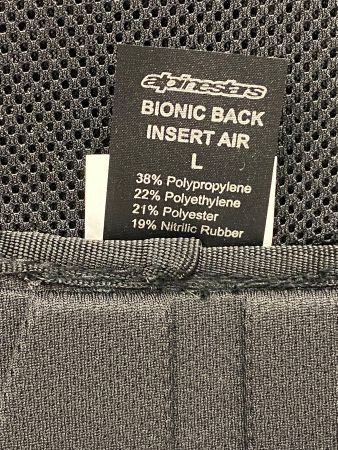 alpinestars
BIONIC BACK
INSERT AIR
L
38% Polypropylene
22% Polyethylene
21% Polyester
19% Nitrilic Rubber